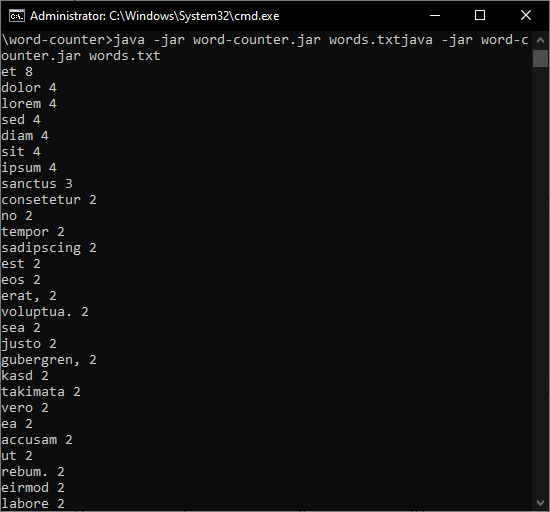 Administrator: C:\Windows\System32\cmd.exe
\word-counter>java -jar word-counter.jar words.txtjava -jar word-c
ounter.jar words.txt
et 8
dolor 4
lorem 4
sed 4
diam 4
sit 4
ipsum 4
sanctus 3
consetetur 2
no 2
tempor 2
sadipscing 2
est 2
eos 2
erat, 2
voluptua. 2
sea 2
justo 2
gubergren, 2
kasd 2
takimata 2
vero 2
ea 2
accusam 2
ut 2
rebum. 2
eirmod 2
labore 2